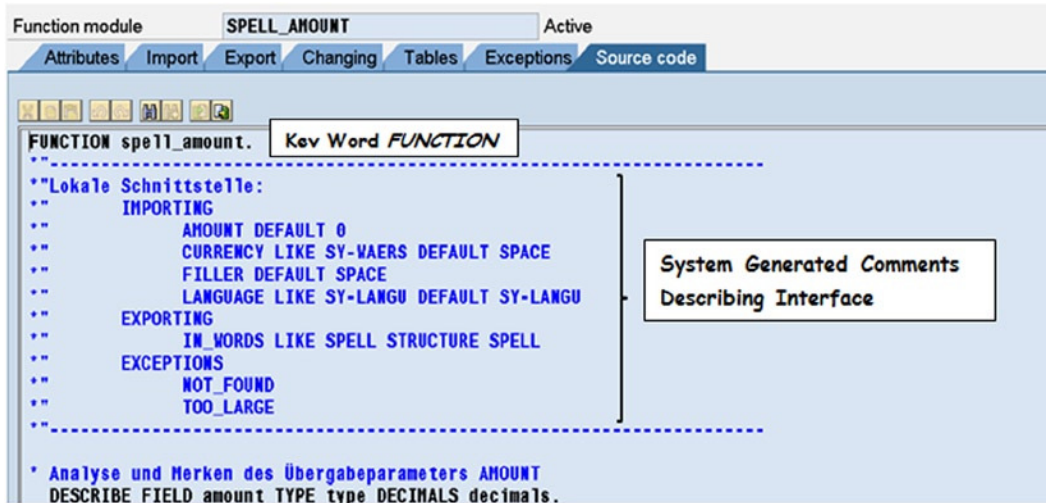 Function module SPELL_AMOUNT Active
Attributes Import Export Changing Tables Exceptions Source code
FUNCTION spell_amount. Key Word FUNCTION
*"----------------------------------------------------------------------
*"Lokale Schnittstelle:
*" IMPORTING
*" AMOUNT DEFAULT 0
*" CURRENCY LIKE SY-WAERS DEFAULT SPACE
*" FILLER DEFAULT SPACE
*" LANGUAGE LIKE SY-LANGU DEFAULT SY-LANGU
*" EXPORTING
*" IN_WORDS LIKE SPELL STRUCTURE SPELL
*" EXCEPTIONS
*" NOT_FOUND
*" TOO_LARGE
*"----------------------------------------------------------------------
System Generated Comments
Describing Interface
* Analyse und Merken des Übergabeparameters AMOUNT
DESCRIBE FIELD amount TYPE type DECIMALS decimals.